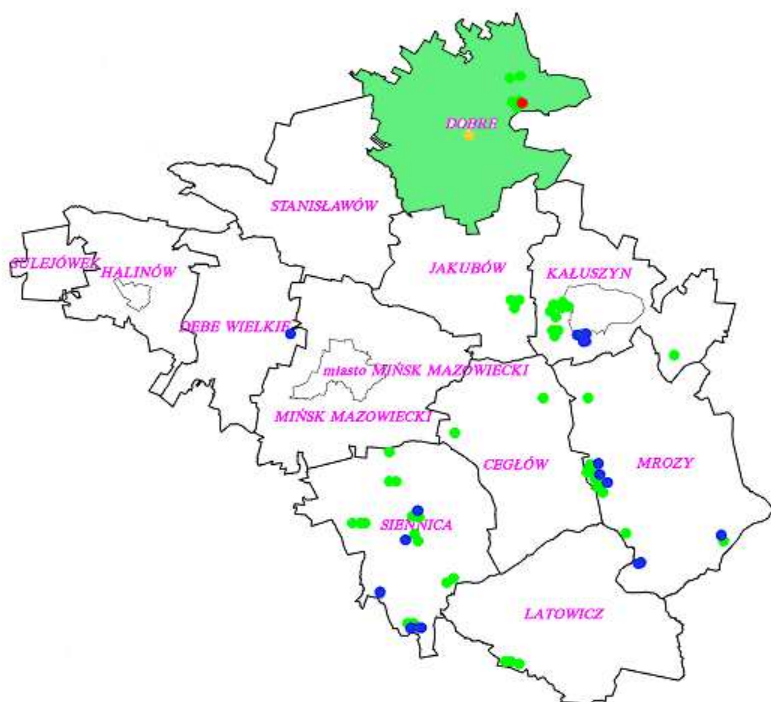 DOBRE
STANISŁAWÓW
SULEJÓWEK
HALINÓW
JAKUBÓW
KAŁUSZYN
DĘBE WIELKIE
miasto MIŃSK MAZOWIECKI
MIŃSK MAZOWIECKI
CEGŁÓW
MROZY
SIENNICA
LATOWICZ